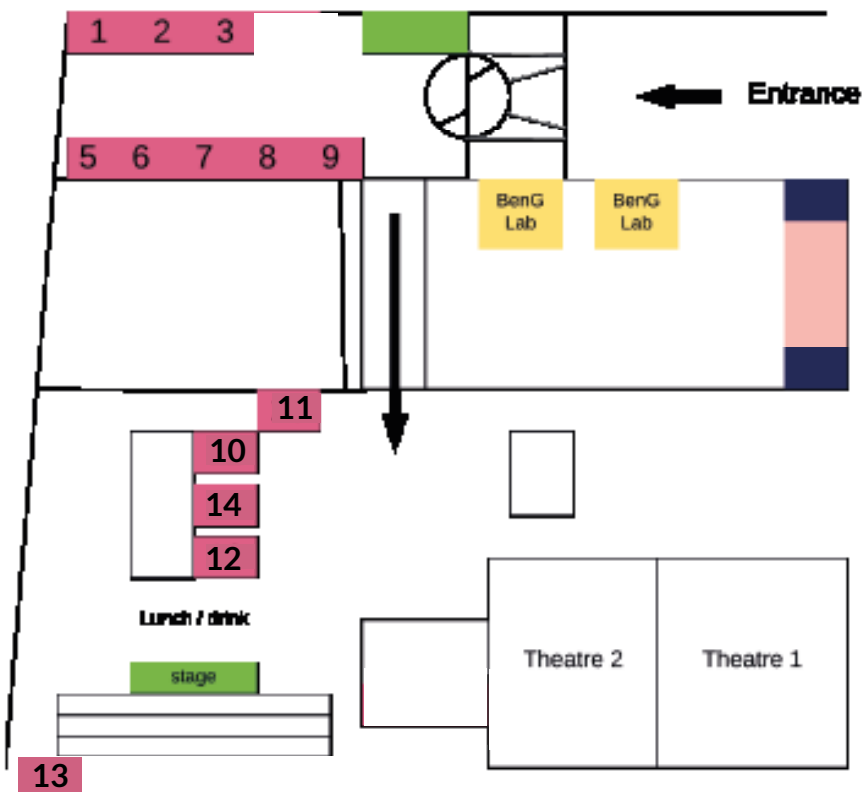 1 2 3
Entrance
5 6 7 8 9
BenG
Lab
BenG
Lab
11
10
14
12
Lunch / drink
stage
Theatre 2
Theatre 1
13